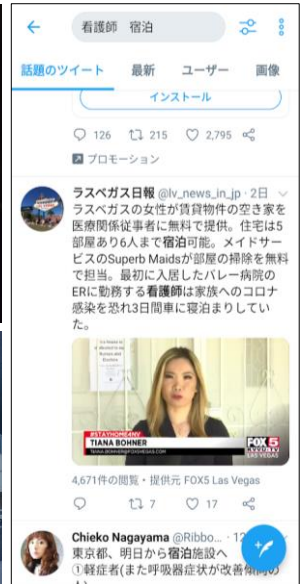 看護師　宿泊
話題のツイート　最新　ユーザー　画像
インストール
126　215　2,795
プロモーション
ラスベガス日報 @lv_news_in_jp · 2日
ラスベガスの女性が賃貸物件の空き家を
医療関係従事者に無料で提供。住宅は5
部屋あり6人まで宿泊可能。メイドサー
ビスのSuperb Maidsが部屋の掃除を無料
で担当。最初に入居したバレー病院の
ERに勤務する看護師は家族へのコロナ
感染を恐れ3日間車に寝泊まりしてい
た。
#STAYHOME4NV
TIANA BOHNER
TIANA.BOHNER@FOXVEGAS.COM
FOX 5
KVVU-TV
LAS VEGAS
4,671件の閲覧・提供元 FOX5 Las Vegas
7　17
Chieko Nagayama @Ribbo... · 12
東京都、明日から宿泊施設へ
①軽症者(また呼吸器症状が改善傾向の